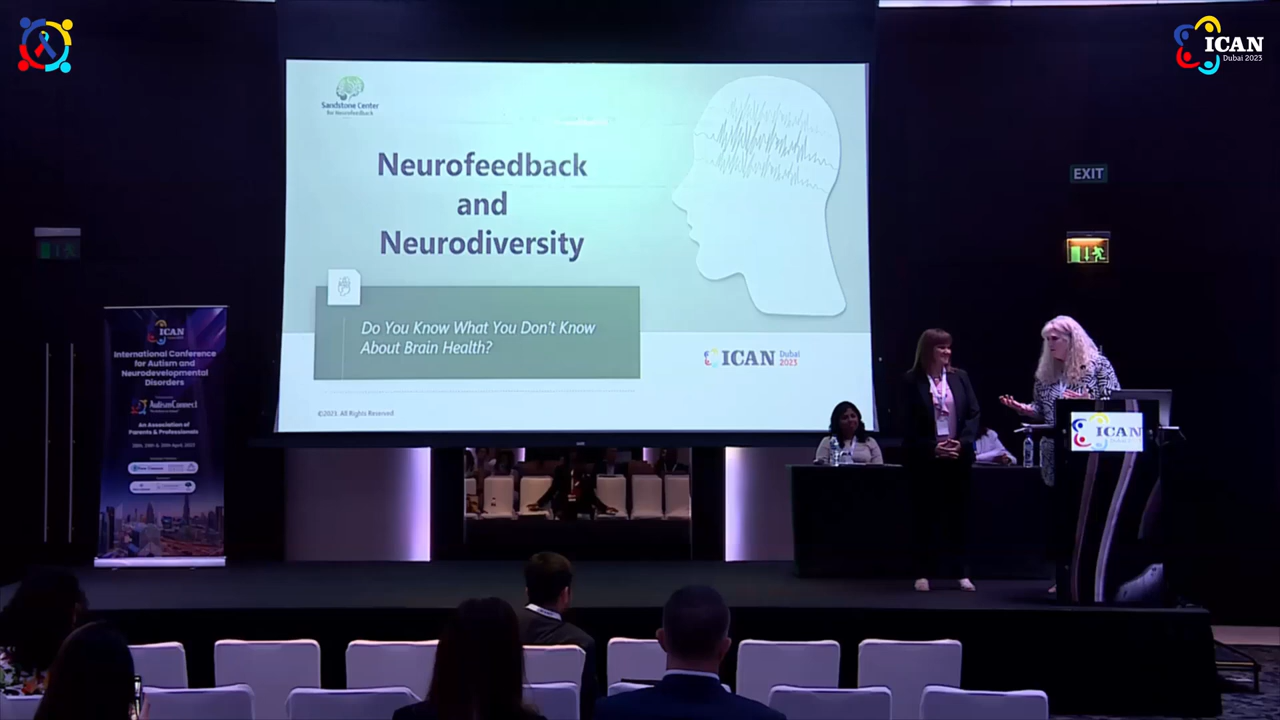 ICAN
Dubai 2023
Sandstone Center
for Neurofeedback
Neurofeedback
and
Neurodiversity
Do You Know What You Don't Know
About Brain Health?
ICAN Dubai
2023
©2023. All Rights Reserved
EXIT
ICAN
International Conference
for Autism and
Neurodevelopmental
Disorders
AutismConnect
An Association of
Parents & Professionals
ICAN